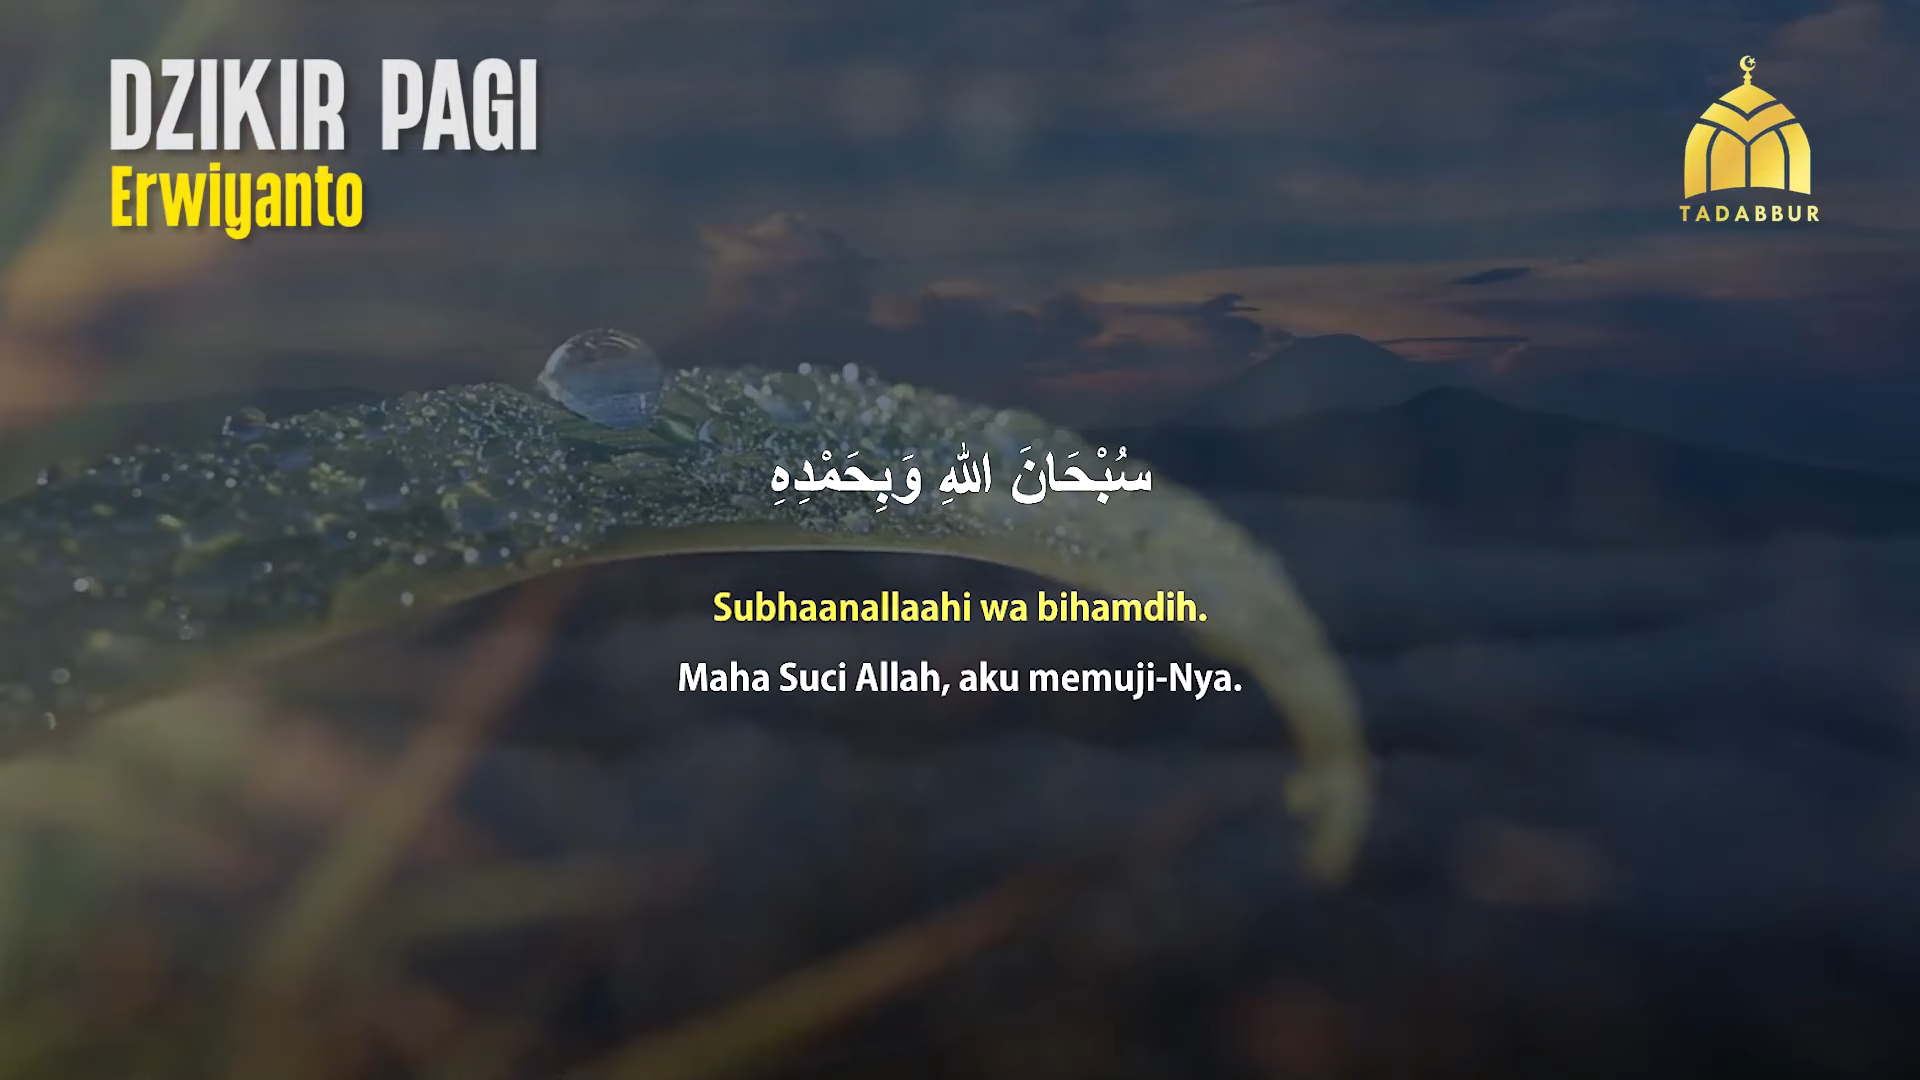 DZIKIR PAGI
Erwiyanto
TADABBUR
سُبْحَانَ اللهِ وَبِحَمْدِهِ
Subhaanallaahi wa bihamdih.
Maha Suci Allah, aku memuji-Nya.